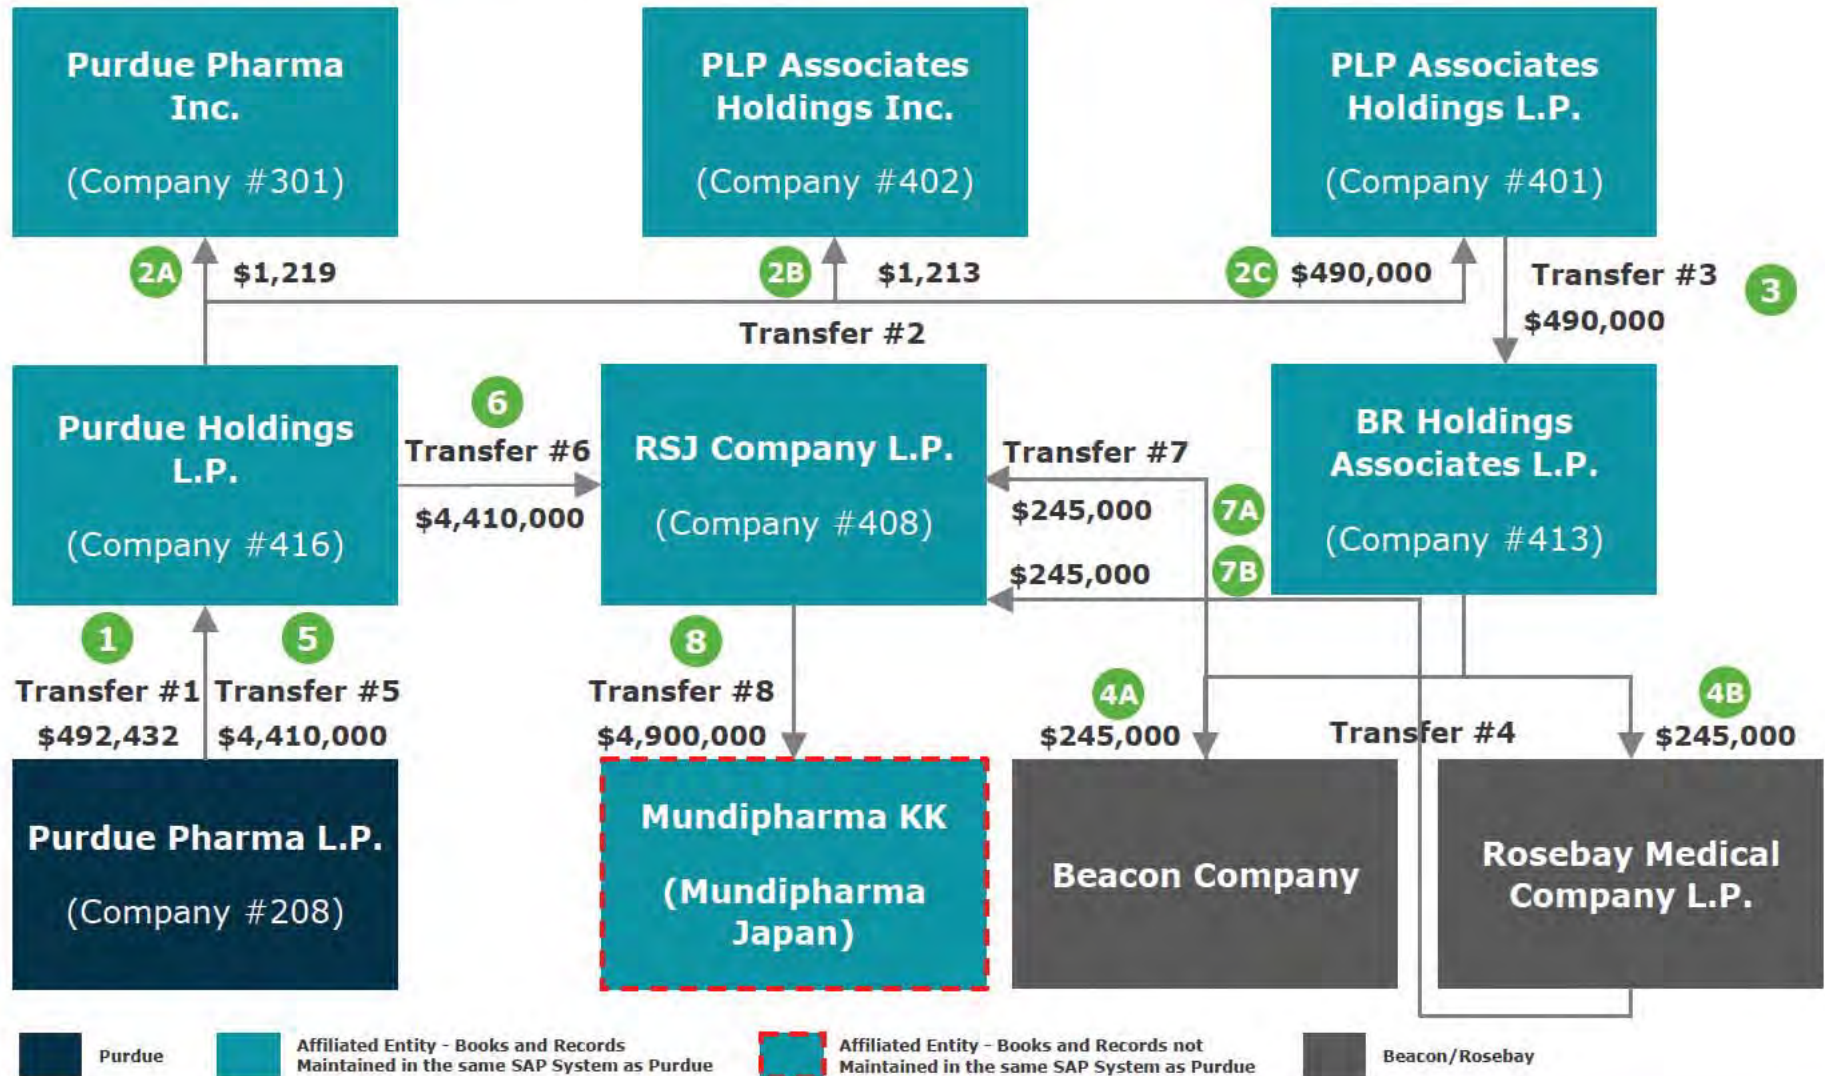 Purdue Pharma
Inc.
(Company #301)
PLP Associates
Holdings Inc.
(Company #402)
PLP Associates
Holdings L.P.
(Company #401)
2A
$1,219
2B
$1,213
2C
$490,000
Transfer #3
3
$490,000
Transfer #2
Purdue Holdings
L.P.
(Company #416)
6
Transfer #6
$4,410,000
RSJ Company L.P.
(Company #408)
Transfer #7
$245,000
7A
$245,000
7B
BR Holdings
Associates L.P.
(Company #413)
1
5
Transfer #1
Transfer #5
$492,432
$4,410,000
8
Transfer #8
$4,900,000
4A
$245,000
Transfer #4
4B
$245,000
Purdue Pharma L.P.
(Company #208)
Mundipharma KK
(Mundipharma
Japan)
Beacon Company
Rosebay Medical
Company L.P.
Purdue
Affiliated Entity - Books and Records
Maintained in the same SAP System as Purdue
Affiliated Entity - Books and Records not
Maintained in the same SAP System as Purdue
Beacon/Rosebay